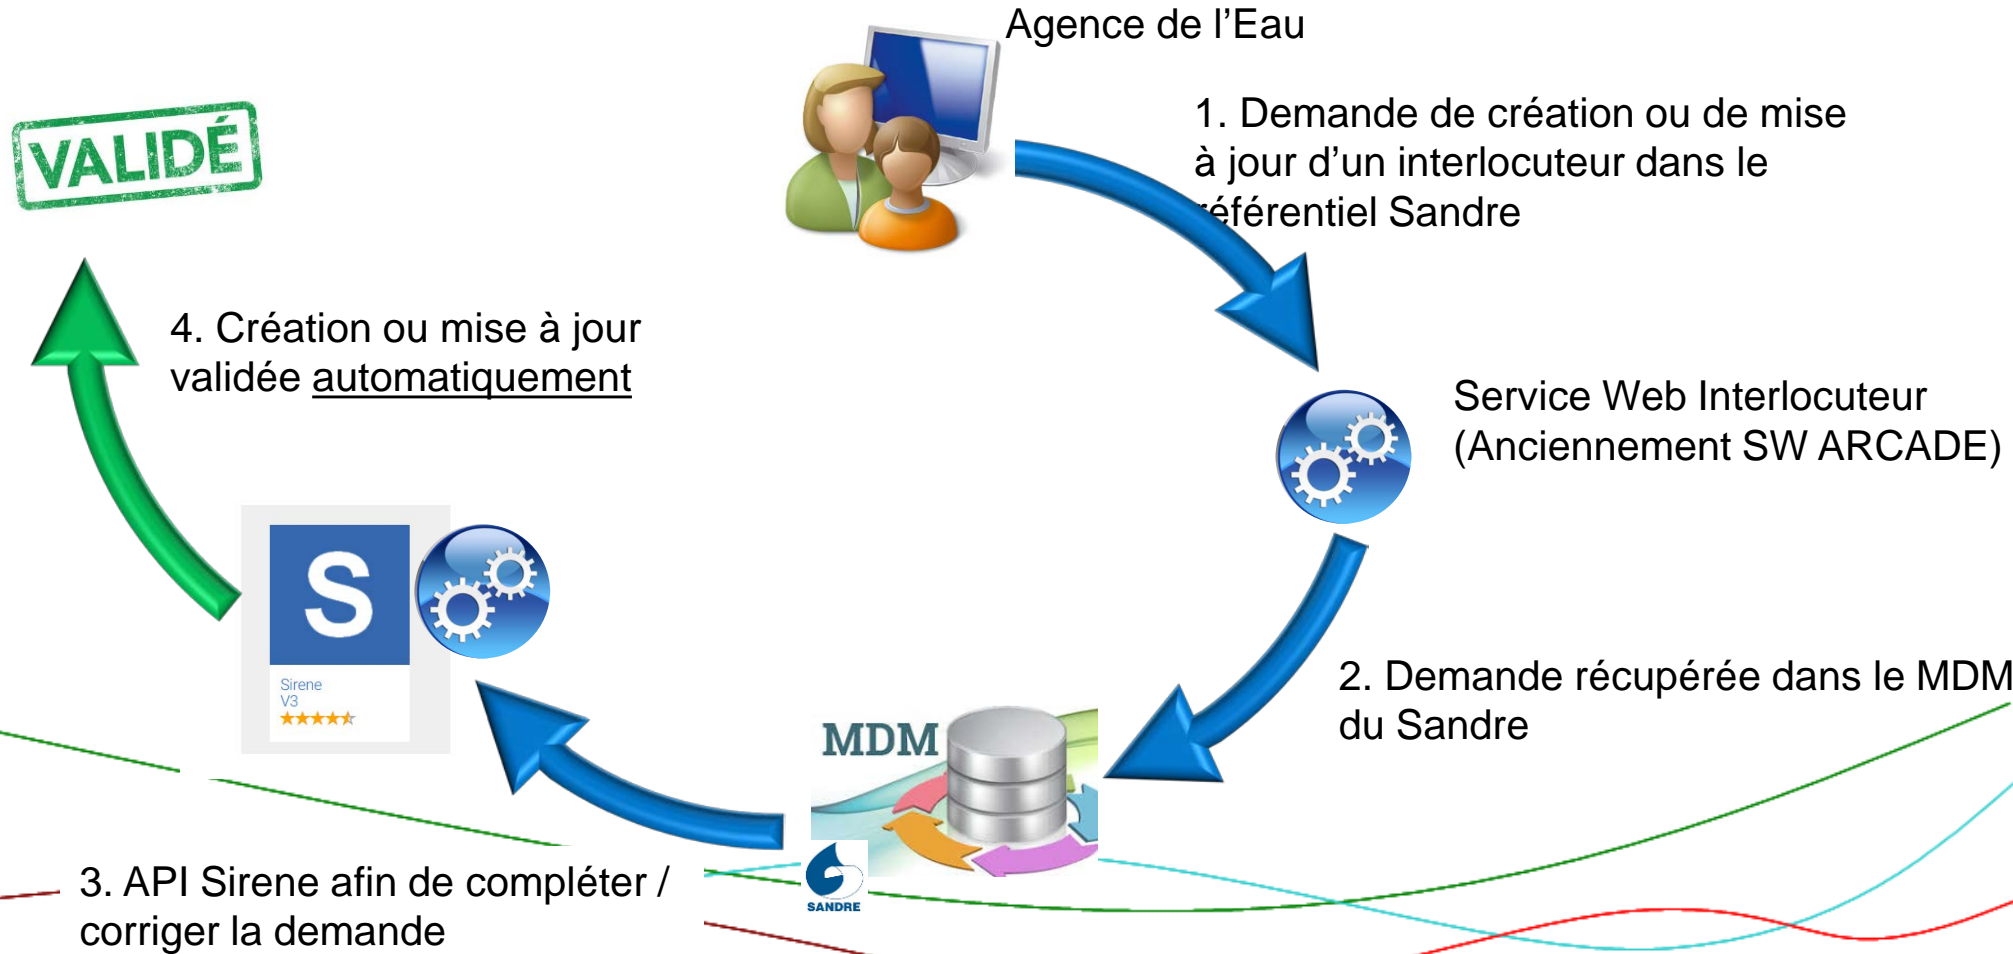 Agence de l’Eau
1. Demande de création ou de mise
à jour d’un interlocuteur dans le
référentiel Sandre
VALIDÉ
4. Création ou mise à jour
validée automatiquement
Service Web Interlocuteur
(Anciennement SW ARCADE)
S
Sirene
V3
2. Demande récupérée dans le MDM
du Sandre
MDM
SANDRE
3. API Sirene afin de compléter /
corriger la demande